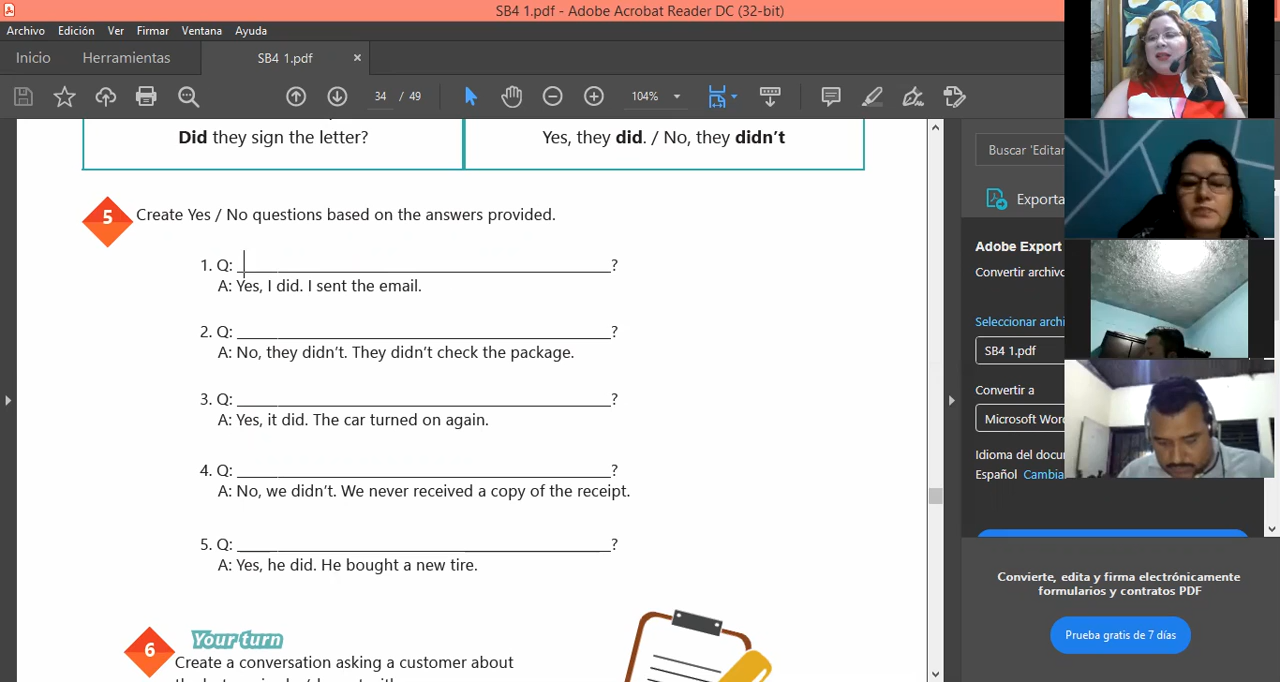 SB4 1.pdf - Adobe Acrobat Reader DC (32-bit)
Archivo Edición Ver Firmar Ventana Ayuda
Inicio Herramientas SB4 1.pdf ×
34 / 49 104%
Did they sign the letter? Yes, they did. / No, they didn't
5 Create Yes / No questions based on the answers provided.
1. Q: ______________________________?
A: Yes, I did. I sent the email.
2. Q: ______________________________?
A: No, they didn't. They didn't check the package.
3. Q: ______________________________?
A: Yes, it did. The car turned on again.
4. Q: ______________________________?
A: No, we didn't. We never received a copy of the receipt.
5. Q: ______________________________?
A: Yes, he did. He bought a new tire.
6 Your turn
Create a conversation asking a customer about
Buscar 'Editar
Exporta
Adobe Export
Convertir archivo
Seleccionar archi
SB4 1.pdf
Convertir a
Microsoft Word
Idioma del docu
Español Cambia
Convierte, edita y firma electrónicamente
formularios y contratos PDF
Prueba gratis de 7 días